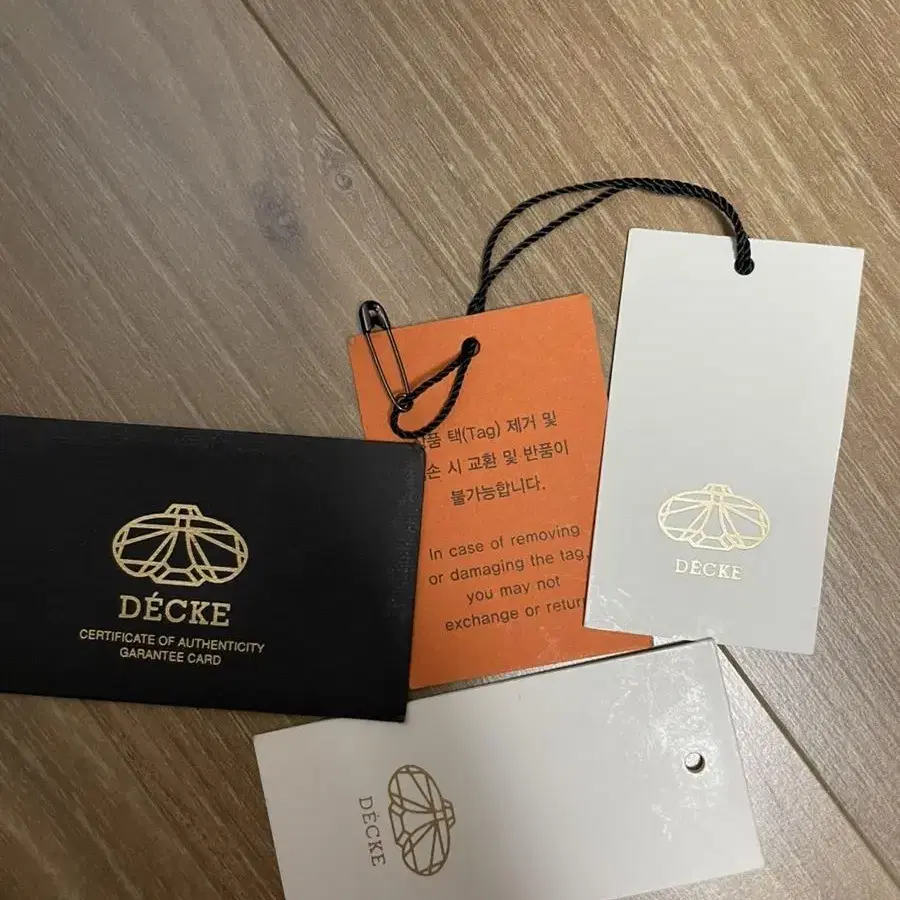 DÉCKE
CERTIFICATE OF AUTHENTICITY
GARANTEE CARD
택(Tag) 제거 및
시 교환 및 반품이
불가능합니다.
In case of removing
or damaging the tag,
you may not
exchange or return
DÉCKE
DÉCKE